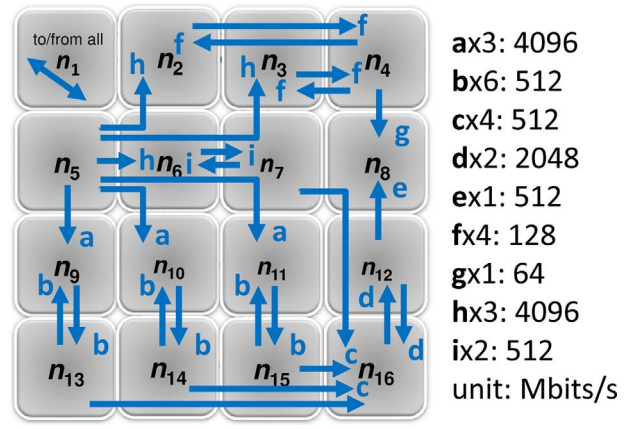 to/from all
n1
n2
f
f
h
n3
h
f
f
n4
g
n5
h
n6
i
i
n7
n8
e
a
n9
b
b
a
n10
b
b
a
n11
b
b
n12
d
d
n13
n14
n15
c
c
n16
ax3: 4096
bx6: 512
cx4: 512
dx2: 2048
ex1: 512
fx4: 128
gx1: 64
hx3: 4096
ix2: 512
unit: Mbits/s